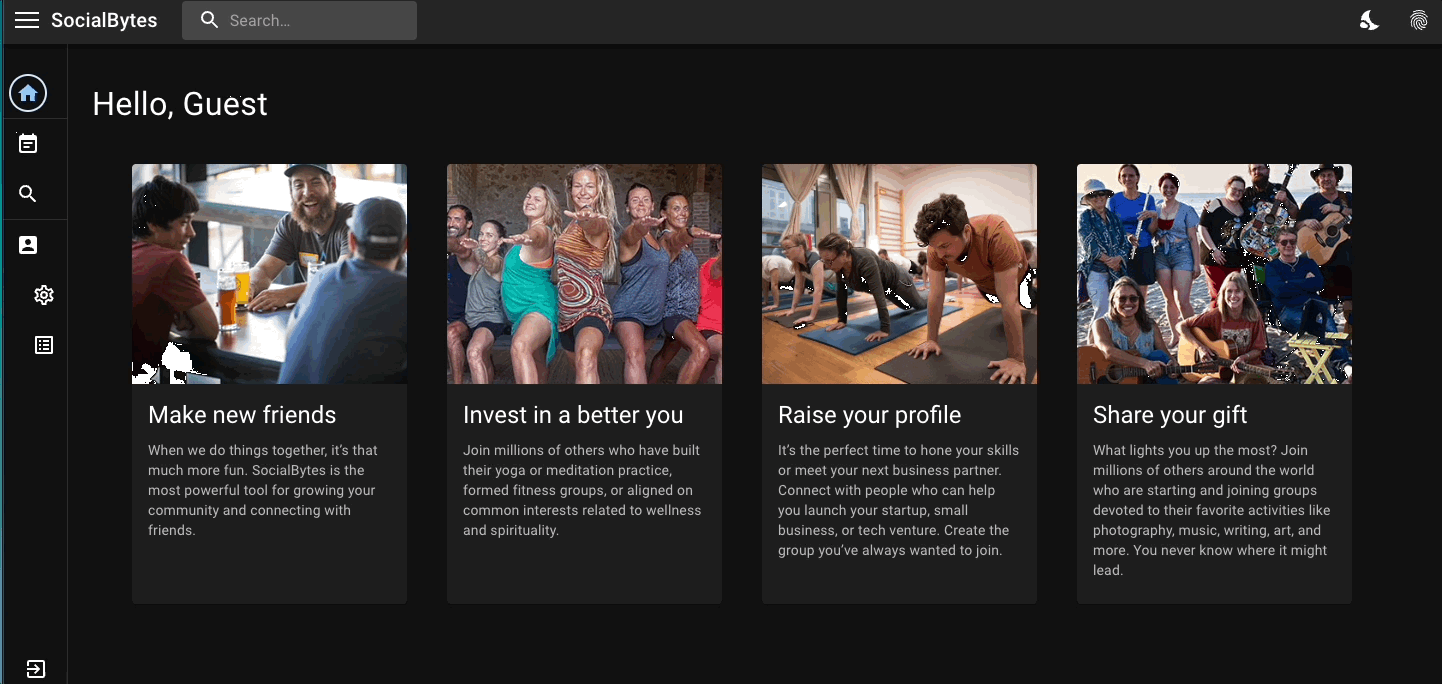 SocialBytes
Search…
Hello, Guest
Make new friends
When we do things together, it’s that
much more fun. SocialBytes is the
most powerful tool for growing your
community and connecting with
friends.
Invest in a better you
Join millions of others who have built
their yoga or meditation practice,
formed fitness groups, or aligned on
common interests related to wellness
and spirituality.
Raise your profile
It’s the perfect time to hone your skills
or meet your next business partner.
Connect with people who can help
you launch your startup, small
business, or tech venture. Create the
group you’ve always wanted to join.
Share your gift
What lights you up the most? Join
millions of others around the world
who are starting and joining groups
devoted to their favorite activities like
photography, music, writing, art, and
more. You never know where it might
lead.